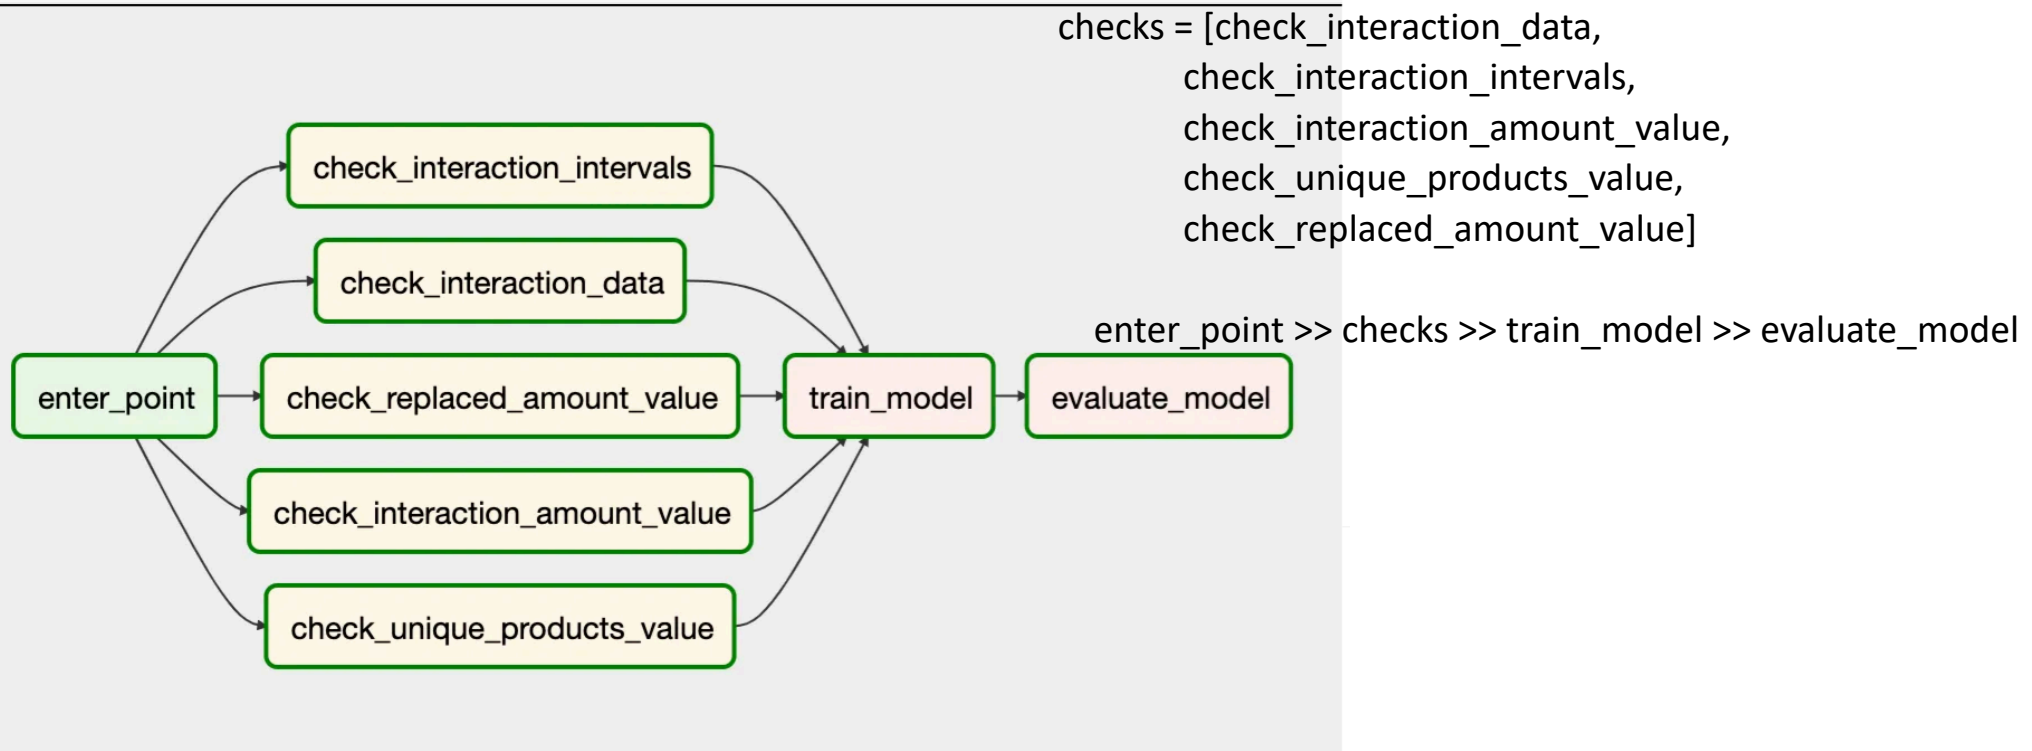 checks = [check_interaction_data,
check_interaction_intervals,
check_interaction_amount_value,
check_unique_products_value,
check_replaced_amount_value]
enter_point >> checks >> train_model >> evaluate_model
check_interaction_intervals
check_interaction_data
enter_point
check_replaced_amount_value
train_model
evaluate_model
check_interaction_amount_value
check_unique_products_value